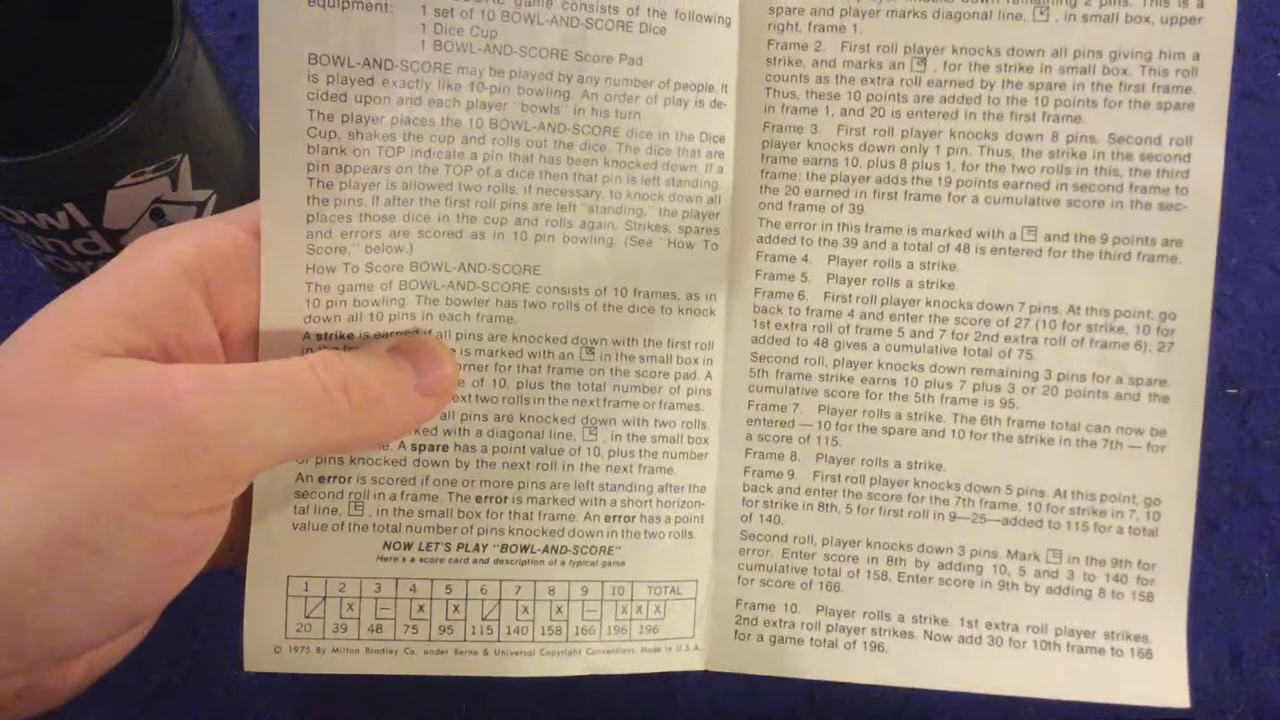 owl
and
game consists of the following
equipment: 1 set of 10 BOWL-AND-SCORE Dice
1 Dice Cup
1 BOWL-AND-SCORE Score Pad
BOWL-AND-SCORE may be played by any number of people. It
is played exactly like 10-pin bowling. An order of play is de-
cided upon and each player "bowls" in his turn.
The player places the 10 BOWL-AND-SCORE dice in the Dice
Cup, shakes the cup and rolls out the dice. The dice that are
blank on TOP indicate a pin that has been knocked down. If a
pin appears on the TOP of a dice then that pin is left standing.
The player is allowed two rolls, if necessary, to knock down all
the pins. If after the first roll pins are left "standing," the player
places those dice in the cup and rolls again. Strikes, spares
and errors are scored as in 10 pin bowling. (See "How To
Score," below.)
How To Score BOWL-AND-SCORE
The game of BOWL-AND-SCORE consists of 10 frames, as in
10 pin bowling. The bowler has two rolls of the dice to knock
down all 10 pins in each frame.
A strike is earned if all pins are knocked down with the first roll
is marked with an in the small box in
orner for that frame on the score pad. A
e of 10, plus the total number of pins
ext two rolls in the next frame or frames.
all pins are knocked down with two rolls.
ked with a diagonal line, in the small box
e. A spare has a point value of 10, plus the number
of pins knocked down by the next roll in the next frame.
An error is scored if one or more pins are left standing after the
second roll in a frame. The error is marked with a short horizon-
tal line, in the small box for that frame. An error has a point
value of the total number of pins knocked down in the two rolls.
NOW LET'S PLAY "BOWL-AND-SCORE"
Here's a score card and description of a typical game
1 2 3 4 5 6 7 8 9 10 TOTAL
/ X — X X / X X — X X X
20 39 48 75 95 115 140 158 166 196 196
© 1975 By Milton Bradley Co. under Berne & Universal Copyright Conventions. Made in U.S.A.
remaining 2 pins. This is a
spare and player marks diagonal line, in small box, upper
right, frame 1.
Frame 2. First roll player knocks down all pins giving him a
strike, and marks an , for the strike in small box. This roll
counts as the extra roll earned by the spare in the first frame.
Thus, these 10 points are added to the 10 points for the spare
in frame 1, and 20 is entered in the first frame.
Frame 3. First roll player knocks down 8 pins. Second roll
player knocks down only 1 pin. Thus, the strike in the second
frame earns 10, plus 8 plus 1, for the two rolls in this, the third
frame; the player adds the 19 points earned in second frame to
the 20 earned in first frame for a cumulative score in the sec-
ond frame of 39.
The error in this frame is marked with a and the 9 points are
added to the 39 and a total of 48 is entered for the third frame.
Frame 4. Player rolls a strike.
Frame 5. Player rolls a strike.
Frame 6. First roll player knocks down 7 pins. At this point, go
back to frame 4 and enter the score of 27 (10 for strike, 10 for
1st extra roll of frame 5 and 7 for 2nd extra roll of frame 6); 27
added to 48 gives a cumulative total of 75.
Second roll, player knocks down remaining 3 pins for a spare.
5th frame strike earns 10 plus 7 plus 3 or 20 points and the
cumulative score for the 5th frame is 95.
Frame 7. Player rolls a strike. The 6th frame total can now be
entered — 10 for the spare and 10 for the strike in the 7th — for
a score of 115.
Frame 8. Player rolls a strike.
Frame 9. First roll player knocks down 5 pins. At this point, go
back and enter the score for the 7th frame. 10 for strike in 7, 10
for strike in 8th, 5 for first roll in 9—25—added to 115 for a total
of 140.
Second roll, player knocks down 3 pins. Mark in the 9th for
error. Enter score in 8th by adding 10, 5 and 3 to 140 for
cumulative total of 158. Enter score in 9th by adding 8 to 158
for score of 166.
Frame 10. Player rolls a strike. 1st extra roll player strikes.
2nd extra roll player strikes. Now add 30 for 10th frame to 166
for a game total of 196.